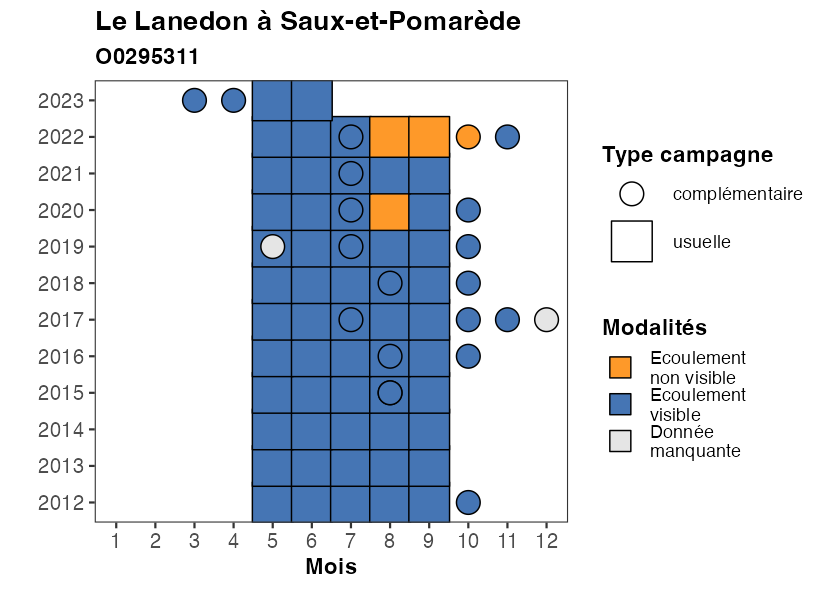 Le Lanedon à Saux-et-Pomarède
O0295311
2023
2022
2021
2020
2019
2018
2017
2016
2015
2014
2013
2012
1 2 3 4 5 6 7 8 9 10 11 12
Mois
Type campagne
complémentaire
usuelle
Modalités
Ecoulement
non visible
Ecoulement
visible
Donnée
manquante